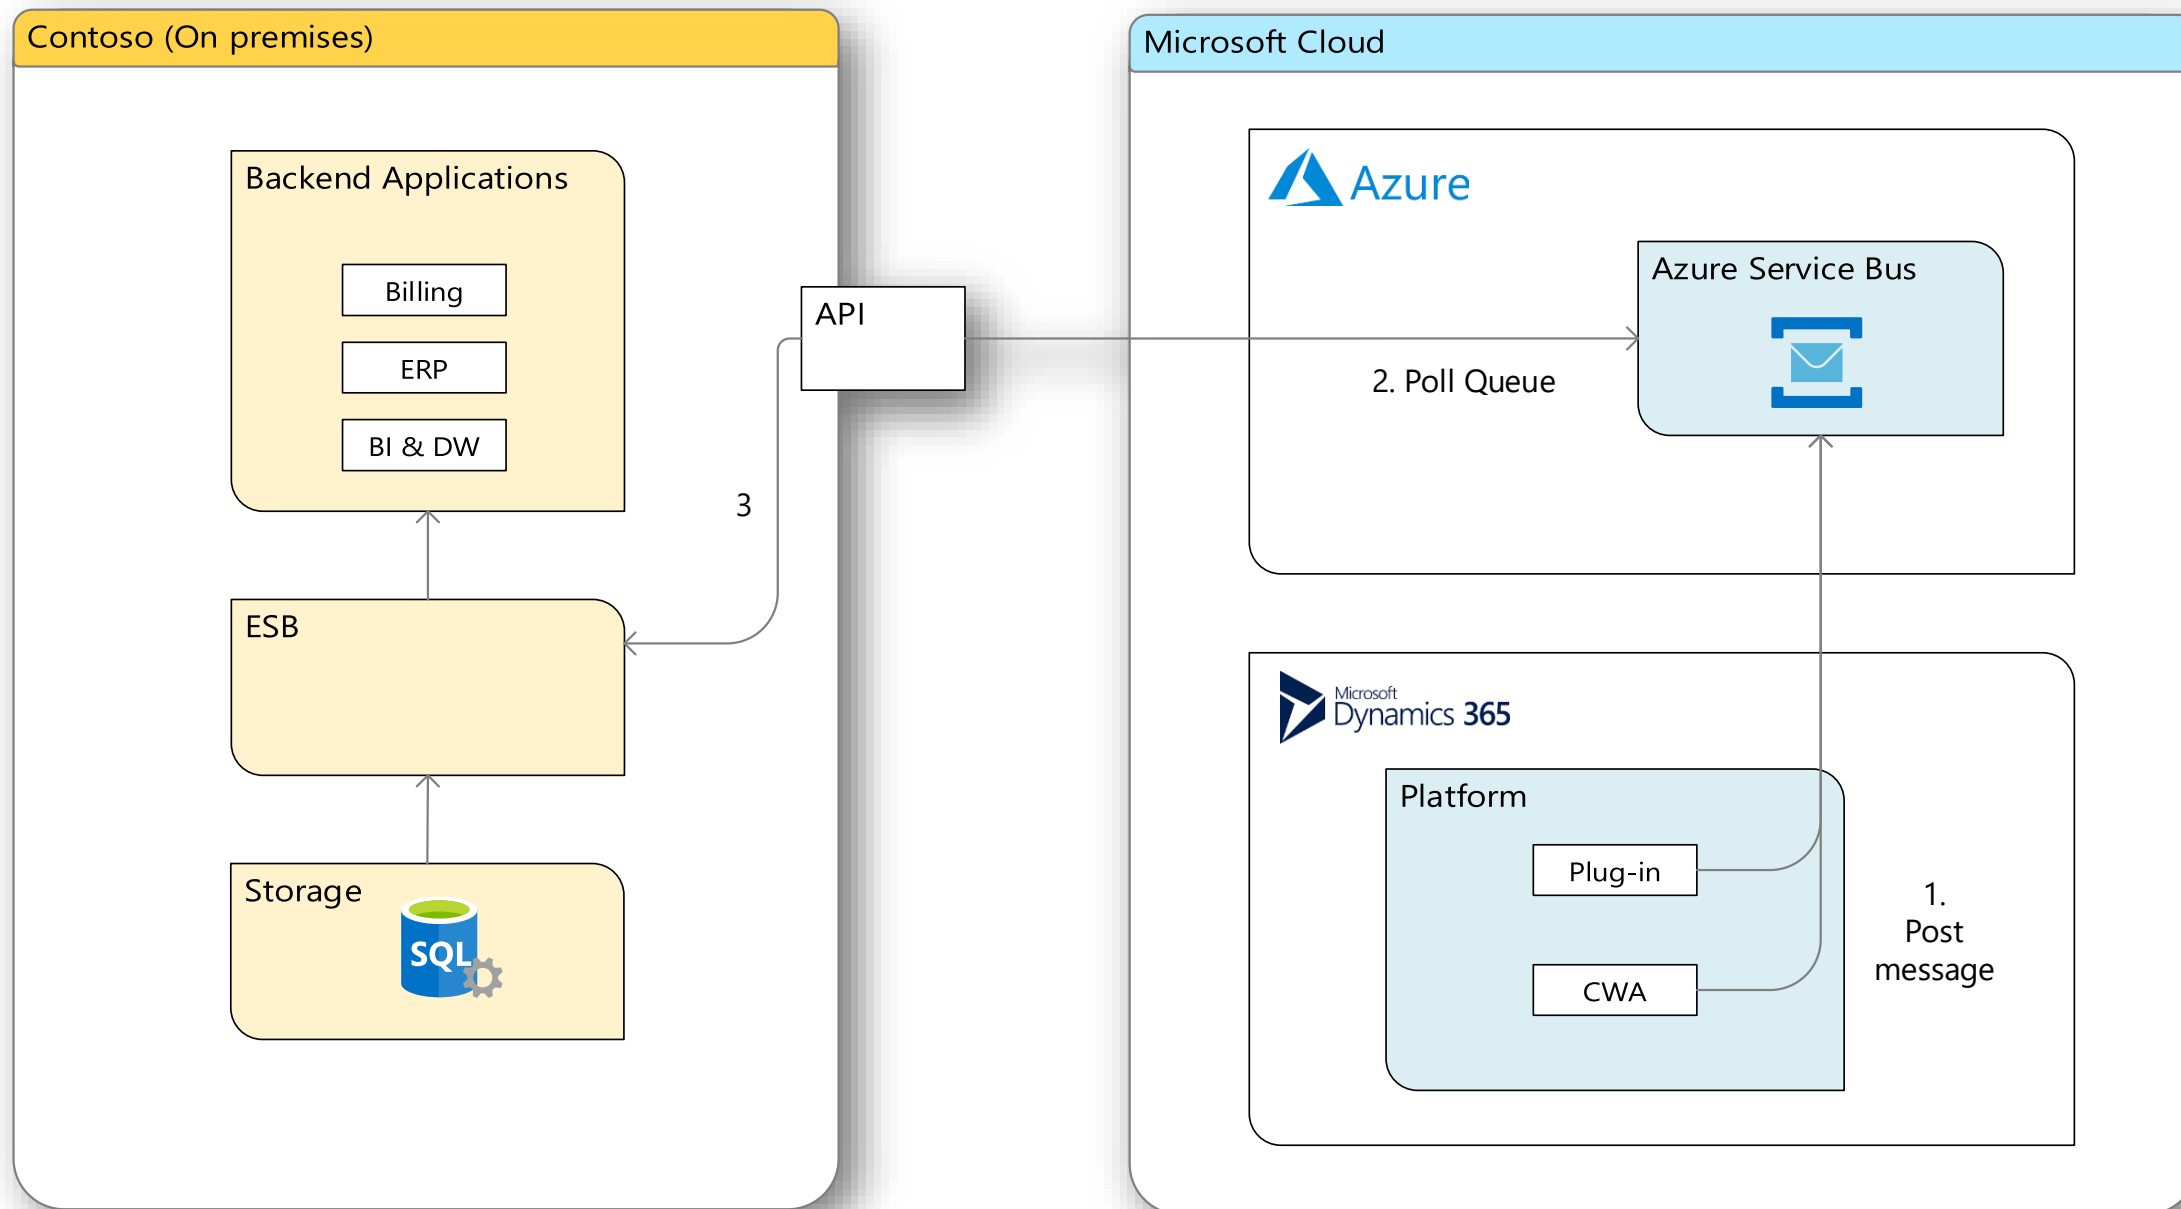 Contoso (On premises)
Backend Applications
Billing
ERP
BI & DW
3
ESB
Storage
SQL
API
Microsoft Cloud
Azure
Azure Service Bus
2. Poll Queue
Microsoft
Dynamics 365
Platform
Plug-in
CWA
1.
Post
message